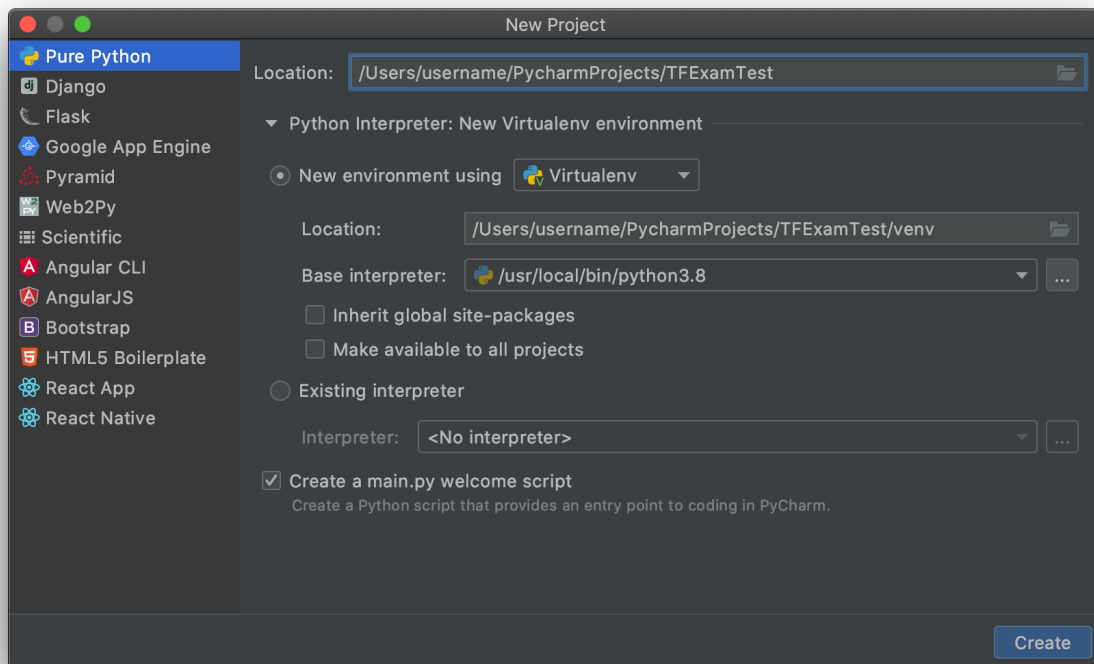 New Project
Pure Python
Django
Flask
Google App Engine
Pyramid
Web2Py
Scientific
Angular CLI
AngularJS
Bootstrap
HTML5 Boilerplate
React App
React Native
Location: /Users/username/PycharmProjects/TFExamTest
Python Interpreter: New Virtualenv environment
New environment using Virtualenv
Location: /Users/username/PycharmProjects/TFExamTest/venv
Base interpreter: /usr/local/bin/python3.8 ...
Inherit global site-packages
Make available to all projects
Existing interpreter
Interpreter: <No interpreter> ...
Create a main.py welcome script
Create a Python script that provides an entry point to coding in PyCharm.
Create